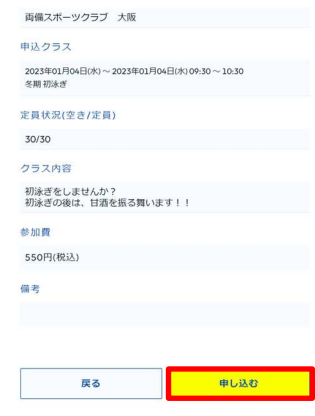 両備スポーツクラブ　大阪
申込クラス
2023年01月04日(水) ～ 2023年01月04日(水) 09:30 ～ 10:30
冬期 初泳ぎ
定員状況(空き/定員)
30/30
クラス内容
初泳ぎをしませんか？
初泳ぎの後は、甘酒を振る舞います！！
参加費
550円(税込)
備考
戻る
申し込む